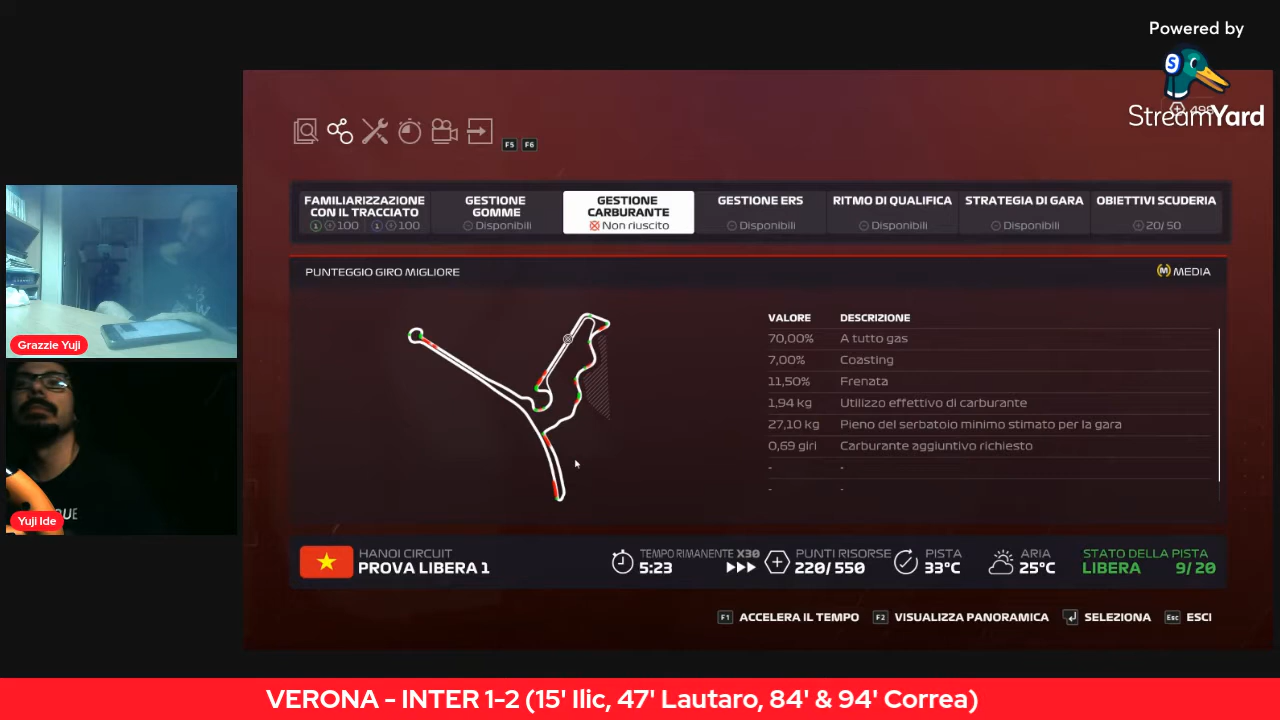 Powered by
StreamYard
F5 F6
FAMILIARIZZAZIONE CON IL TRACCIATO
1 100 1 100
GESTIONE GOMME
Disponibili
GESTIONE CARBURANTE
Non riuscito
GESTIONE ERS
Disponibili
RITMO DI QUALIFICA
Disponibili
STRATEGIA DI GARA
Disponibili
OBIETTIVI SCUDERIA
20/ 50
PUNTEGGIO GIRO MIGLIORE
(M) MEDIA
VALORE DESCRIZIONE
70,00% A tutto gas
7,00% Coasting
11,50% Frenata
1,94 kg Utilizzo effettivo di carburante
27,10 kg Pieno del serbatoio minimo stimato per la gara
0,69 giri Carburante aggiuntivo richiesto
- -
- -
Grazzie Yuji
Yuji Ide
HANOI CIRCUIT
PROVA LIBERA 1
TEMPO RIMANENTE X30
5:23
PUNTI RISORSE
220/ 550
PISTA
33°C
ARIA
25°C
STATO DELLA PISTA
LIBERA 9/ 20
F1 ACCELERA IL TEMPO F2 VISUALIZZA PANORAMICA SELEZIONA Esc ESCI
VERONA - INTER 1-2 (15' Ilic, 47' Lautaro, 84' & 94' Correa)